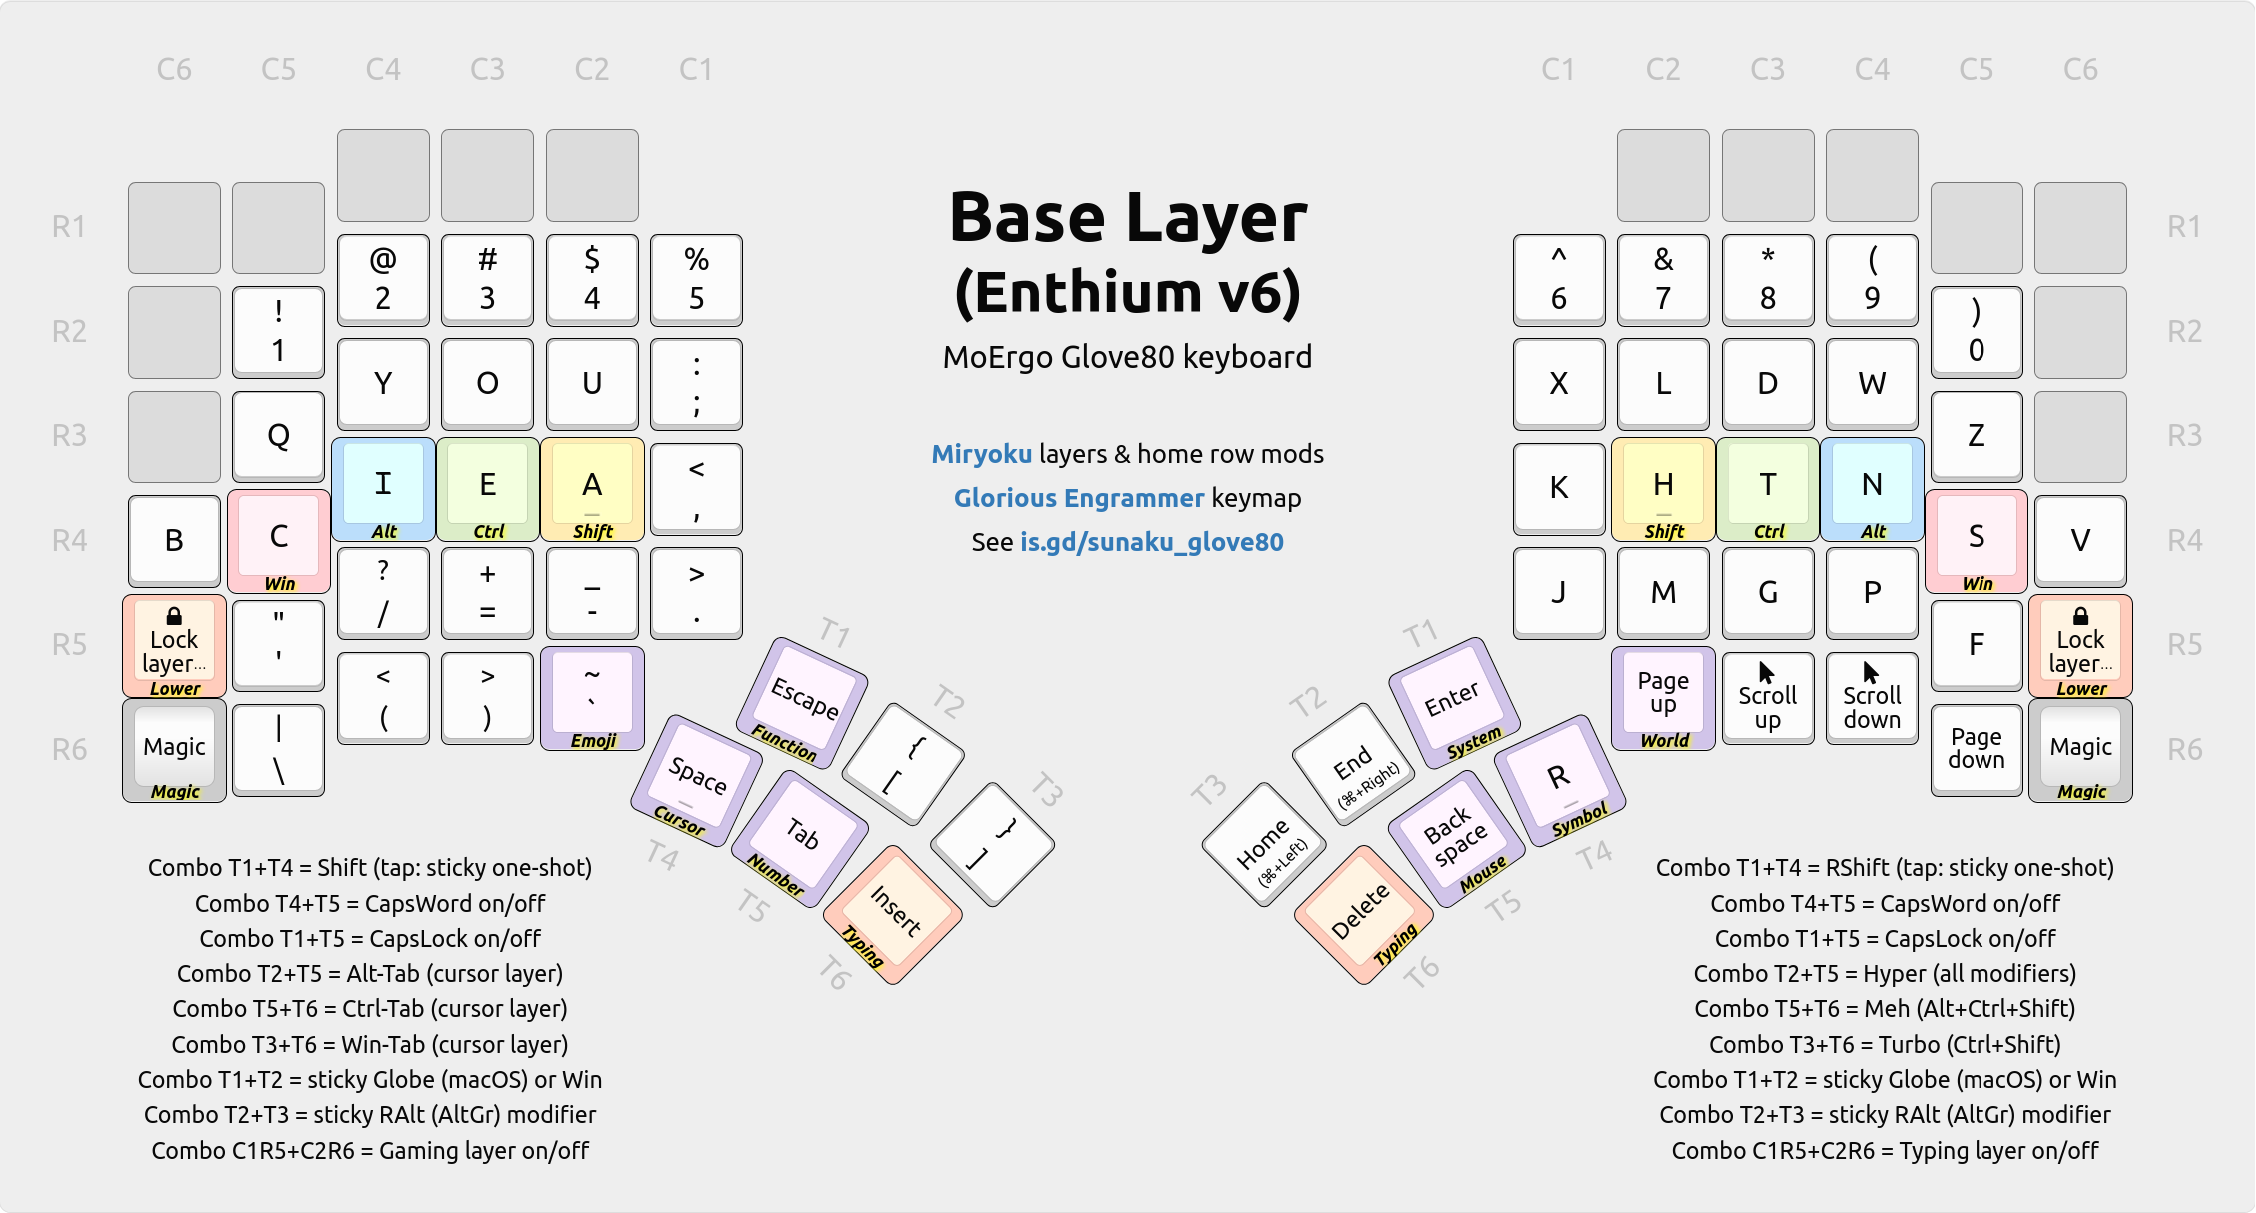 C6 C5 C4 C3 C2 C1
C1 C2 C3 C4 C5 C6
R1
R1
@ # $ %
2 3 4 5
!
1
R2
Base Layer
(Enthium v6)
MoErgo Glove80 keyboard
Miryoku layers & home row mods
Glorious Engrammer keymap
See is.gd/sunaku_glove80
^ & * (
6 7 8 9
)
0
R2
Y O U :
;
Q
R3
X L D W
Z
R3
I E A <
_ ,
Alt Ctrl Shift
B C
Win
R4
K H T N
_
Shift Ctrl Alt
S V
Win
R4
? + _ >
/ = - .
Lock
layer...
Lower
"
'
R5
J M G P
F
Lock
layer...
Lower
R5
< > ~
( ) `
Emoji
Magic
Magic
|
\
R6
Page
up
World
Scroll
up
Scroll
down
Page
down
Magic
Magic
R6
T1
Escape
Function
T2
{
[
T3
}
]
Space
_
Cursor
T4
Tab
Number
T5
Insert
Typing
T6
T1
Enter
System
T2
End
(⌘+Right)
T3
Home
(⌘+Left)
R
_
Symbol
T4
Back
space
Mouse
T5
Delete
Typing
T6
Combo T1+T4 = Shift (tap: sticky one-shot)
Combo T4+T5 = CapsWord on/off
Combo T1+T5 = CapsLock on/off
Combo T2+T5 = Alt-Tab (cursor layer)
Combo T5+T6 = Ctrl-Tab (cursor layer)
Combo T3+T6 = Win-Tab (cursor layer)
Combo T1+T2 = sticky Globe (macOS) or Win
Combo T2+T3 = sticky RAlt (AltGr) modifier
Combo C1R5+C2R6 = Gaming layer on/off
Combo T1+T4 = RShift (tap: sticky one-shot)
Combo T4+T5 = CapsWord on/off
Combo T1+T5 = CapsLock on/off
Combo T2+T5 = Hyper (all modifiers)
Combo T5+T6 = Meh (Alt+Ctrl+Shift)
Combo T3+T6 = Turbo (Ctrl+Shift)
Combo T1+T2 = sticky Globe (macOS) or Win
Combo T2+T3 = sticky RAlt (AltGr) modifier
Combo C1R5+C2R6 = Typing layer on/off